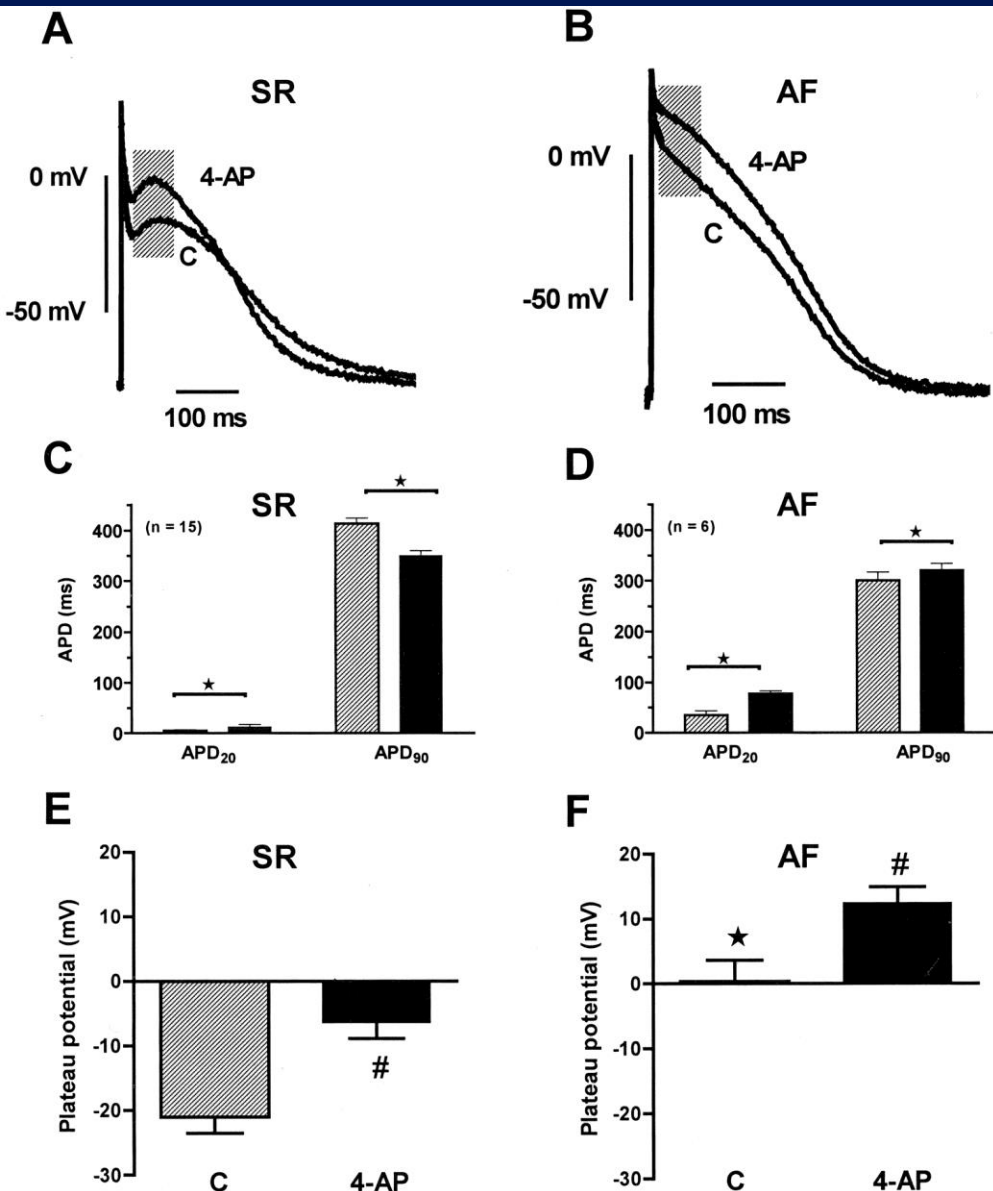 A
SR
0 mV
4-AP
C
-50 mV
100 ms
B
AF
0 mV
4-AP
C
-50 mV
100 ms
C
SR
(n = 15)
★
★
APD (ms)
400
300
200
100
0
APD20
APD90
D
AF
(n = 6)
★
★
APD (ms)
400
300
200
100
0
APD20
APD90
E
SR
Plateau potential (mV)
20
10
0
-10
-20
-30
#
C
4-AP
F
AF
Plateau potential (mV)
20
10
0
-10
-20
-30
★
#
C
4-AP